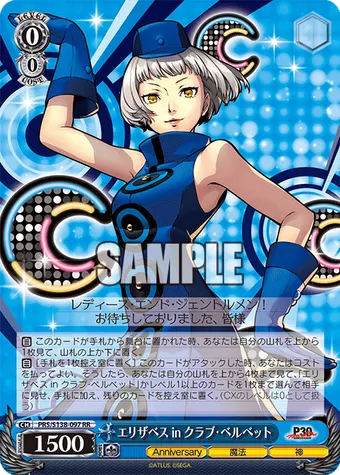 LEVEL
0
0
COST
SAMPLE
レディース・エンド・ジェントルメン！
お待ちしておりました、皆様
自 このカードが手札から舞台に置かれた時、あなたは自分の山札を上から
1枚見て、山札の上か下に置く。
自 [手札を1枚控え室に置く] このカードがアタックした時、あなたはコスト
を払ってよい。そうしたら、あなたは自分の山札を上から4枚まで見て、「エリ
ザベス in クラブ・ベルベット」かレベル1以上のカードを1枚まで選んで相手に
見せ、手札に加え、残りのカードを控え室に置く。
CH PRS/S138-097 RR
1500
エリザベス in クラブ・ベルベット
P30
Anniversary
魔法
神
©ATLUS. ©SEGA.